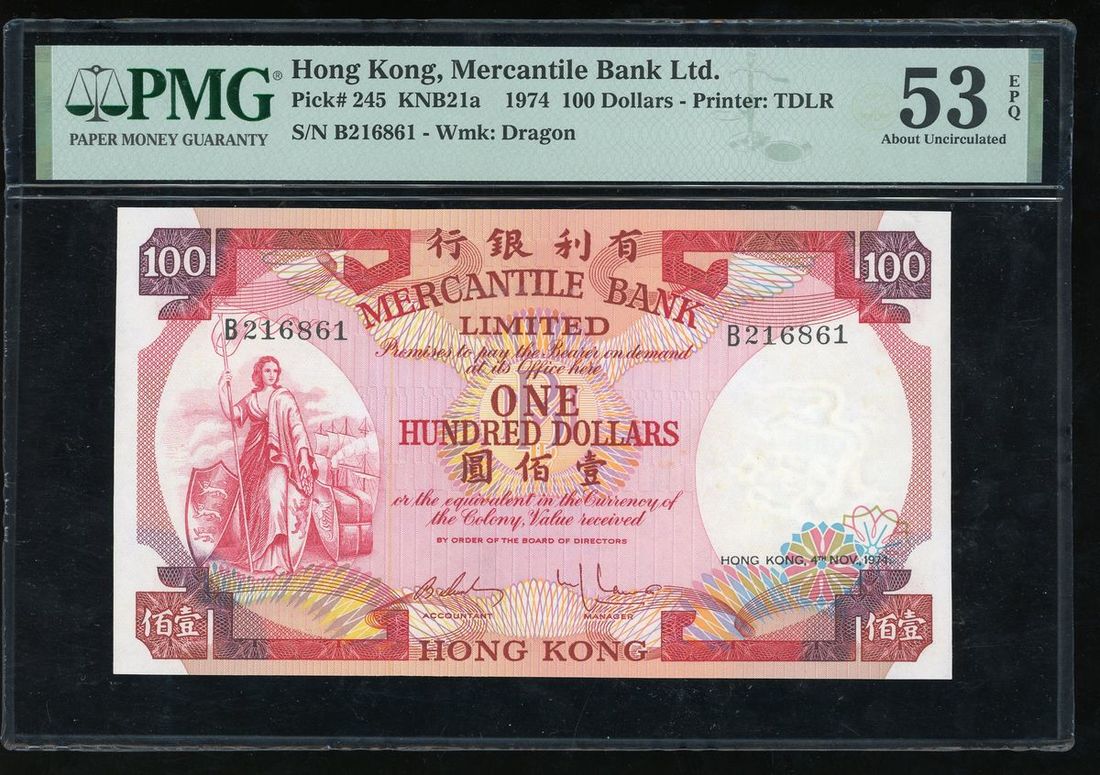 PMG®
PAPER MONEY GUARANTY
Hong Kong, Mercantile Bank Ltd.
Pick# 245 KNB21a 1974 100 Dollars - Printer: TDLR
S/N B216861 - Wmk: Dragon
53
EPQ
About Uncirculated
100
行銀利有
100
MERCANTILE BANK
LIMITED
B216861
B216861
Promises to pay the Bearer on demand
at its Office here,
ONE
HUNDRED DOLLARS
圓佰壹
or the equivalent in the Currency of
the Colony, Value received
BY ORDER OF THE BOARD OF DIRECTORS
HONG KONG, 4TH NOV., 1974.
ACCOUNTANT
MANAGER
佰壹
HONG KONG
佰壹